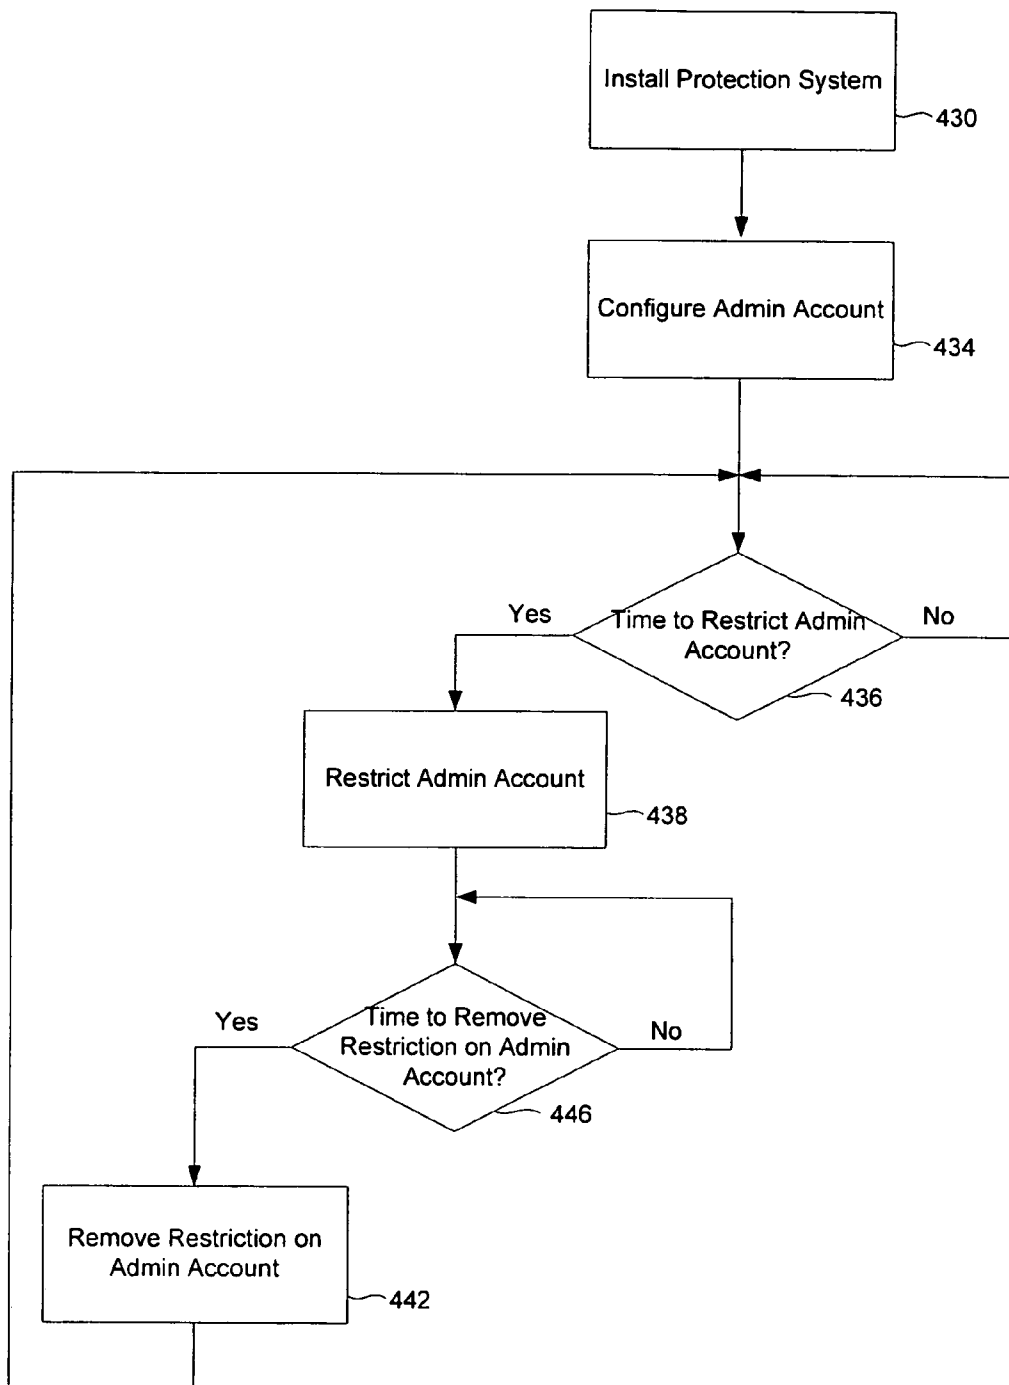 Install Protection System
430
Configure Admin Account
434
Yes
Time to Restrict Admin
Account?
No
436
Restrict Admin Account
438
Yes
Time to Remove
Restriction on Admin
Account?
No
446
Remove Restriction on
Admin Account
442